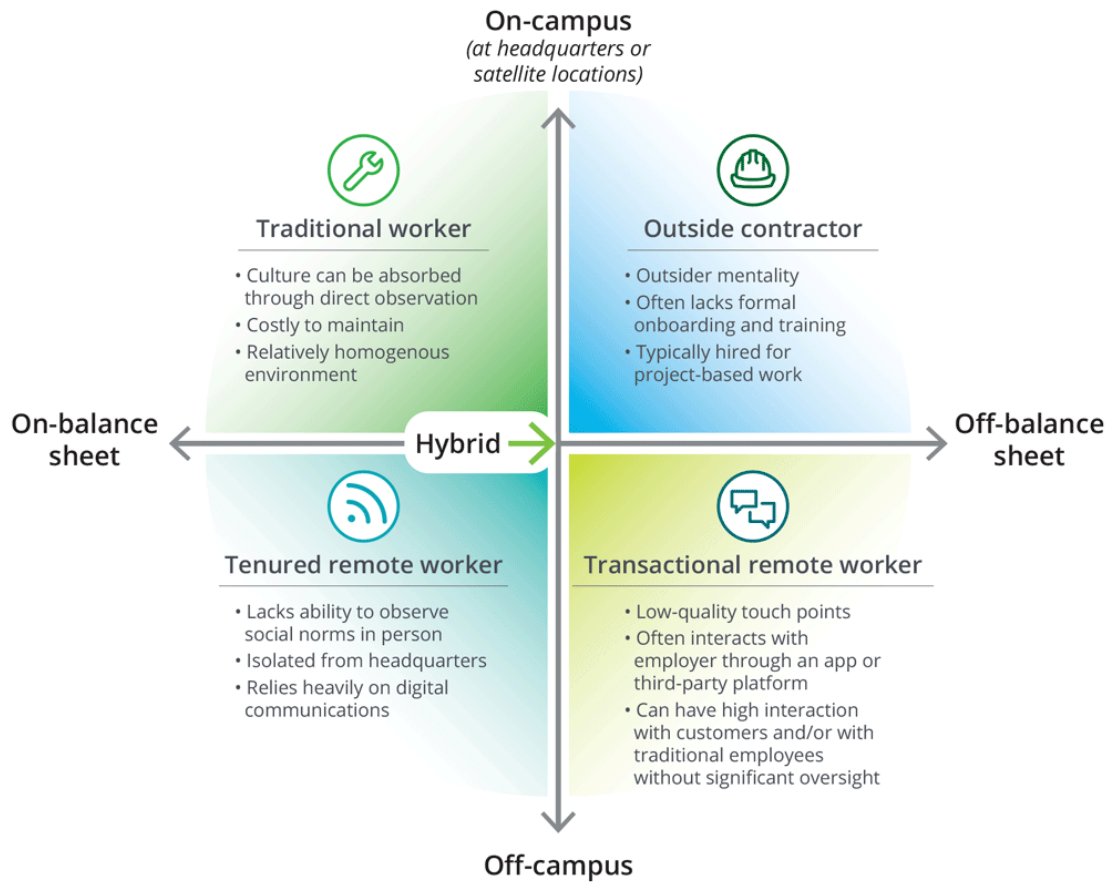 On-campus
(at headquarters or
satellite locations)
Traditional worker
• Culture can be absorbed
through direct observation
• Costly to maintain
• Relatively homogenous
environment
Outside contractor
• Outsider mentality
• Often lacks formal
onboarding and training
• Typically hired for
project-based work
On-balance
sheet
Hybrid
Off-balance
sheet
Tenured remote worker
• Lacks ability to observe
social norms in person
• Isolated from headquarters
• Relies heavily on digital
communications
Transactional remote worker
• Low-quality touch points
• Often interacts with
employer through an app or
third-party platform
• Can have high interaction
with customers and/or with
traditional employees
without significant oversight
Off-campus